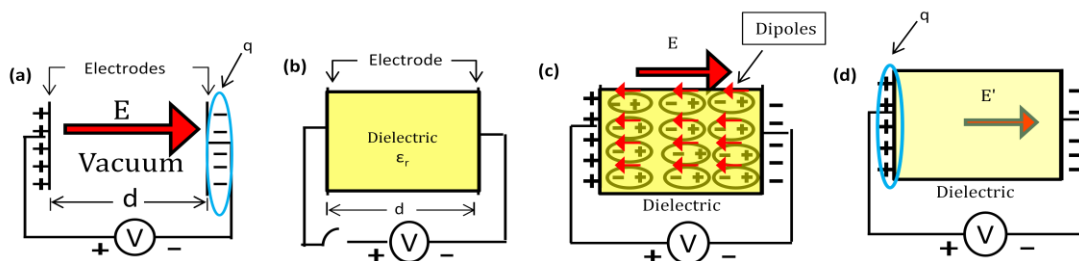 (a)
Electrodes
q
+ + + + + +
E
Vacuum
− − − − − −
d
+ V −
(b)
Electrode
Dielectric
εr
d
+ V −
(c)
E
Dipoles
+ + + + +
− + − + − +
− + − + − +
− + − + − +
− + − + − +
− − − − −
Dielectric
+ V −
(d)
q
+ + + + + +
E'
− − − − −
Dielectric
+ V −